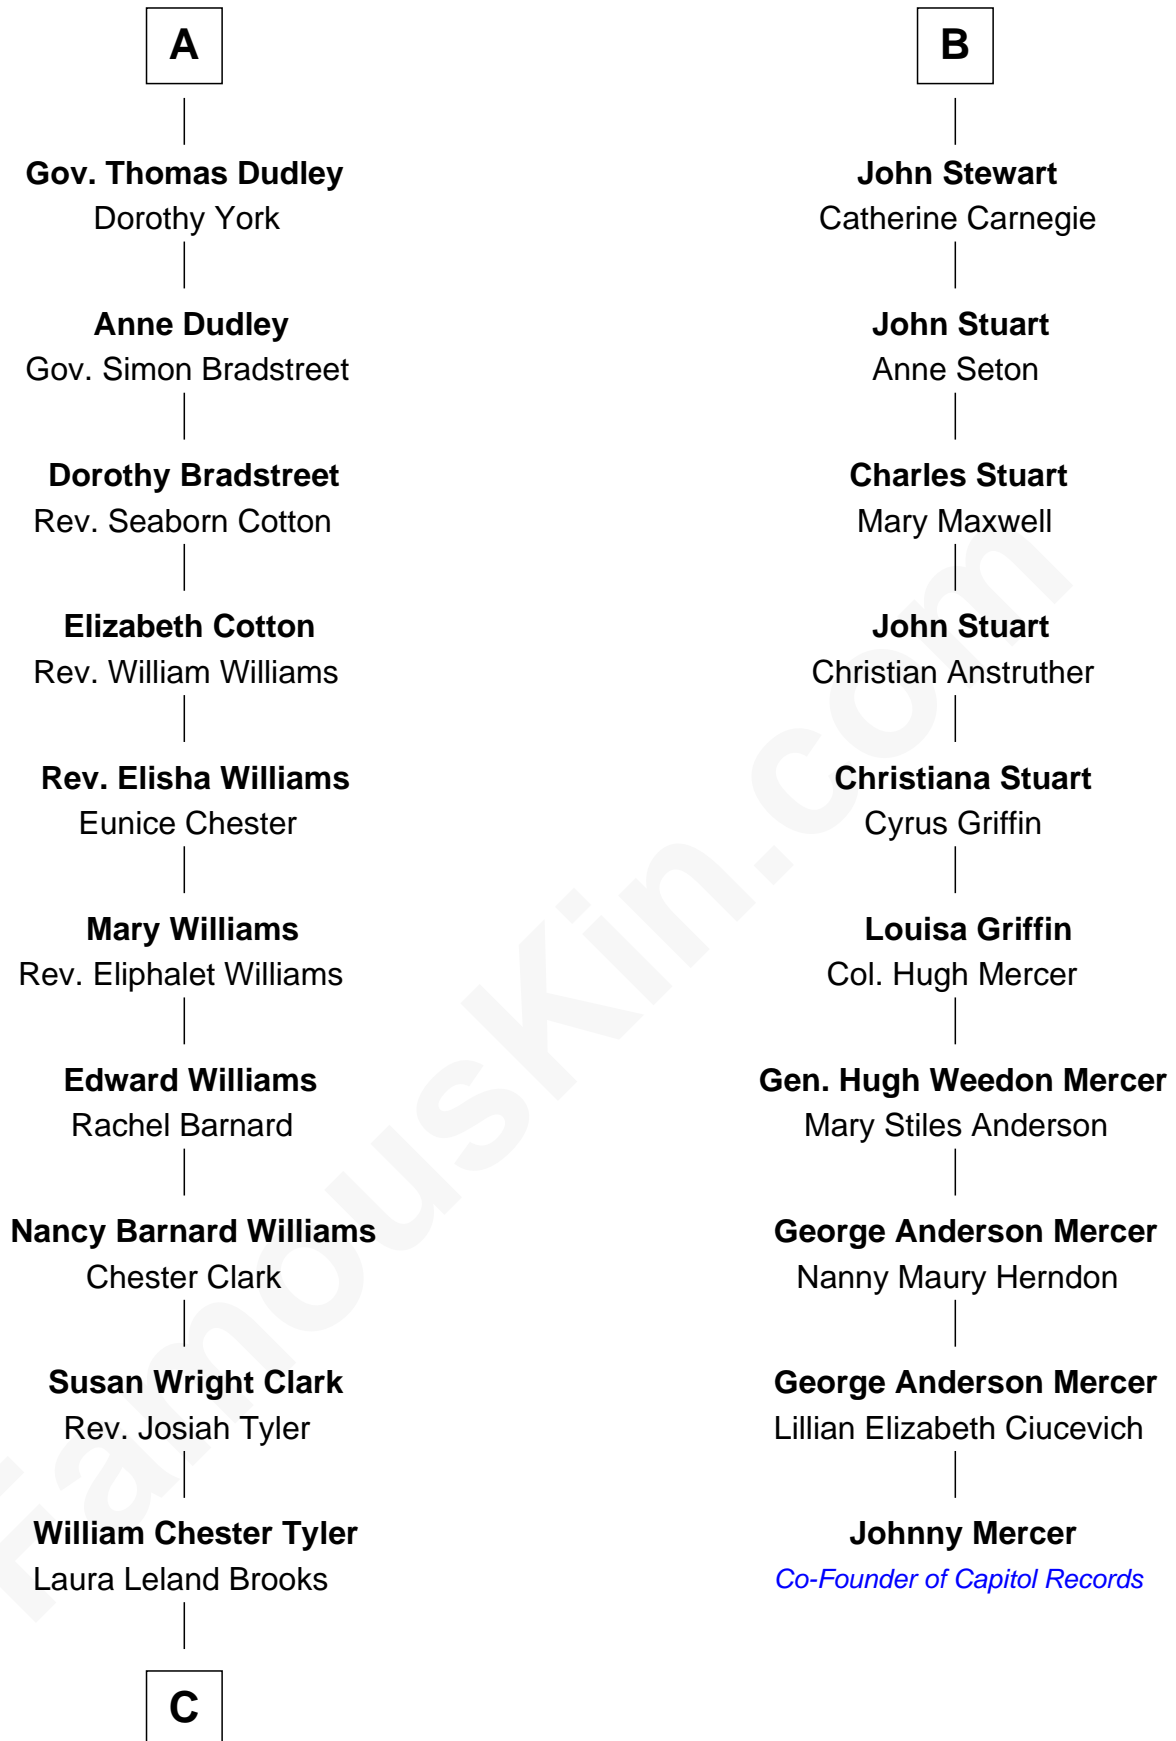 A
Gov. Thomas Dudley
Dorothy York
Anne Dudley
Gov. Simon Bradstreet
Dorothy Bradstreet
Rev. Seaborn Cotton
Elizabeth Cotton
Rev. William Williams
Rev. Elisha Williams
Eunice Chester
Mary Williams
Rev. Eliphalet Williams
Edward Williams
Rachel Barnard
Nancy Barnard Williams
Chester Clark
Susan Wright Clark
Rev. Josiah Tyler
William Chester Tyler
Laura Leland Brooks
C
B
John Stewart
Catherine Carnegie
John Stuart
Anne Seton
Charles Stuart
Mary Maxwell
John Stuart
Christian Anstruther
Christiana Stuart
Cyrus Griffin
Louisa Griffin
Col. Hugh Mercer
Gen. Hugh Weedon Mercer
Mary Stiles Anderson
George Anderson Mercer
Nanny Maury Herndon
George Anderson Mercer
Lillian Elizabeth Ciucevich
Johnny Mercer
Co-Founder of Capitol Records
FamousKin.com